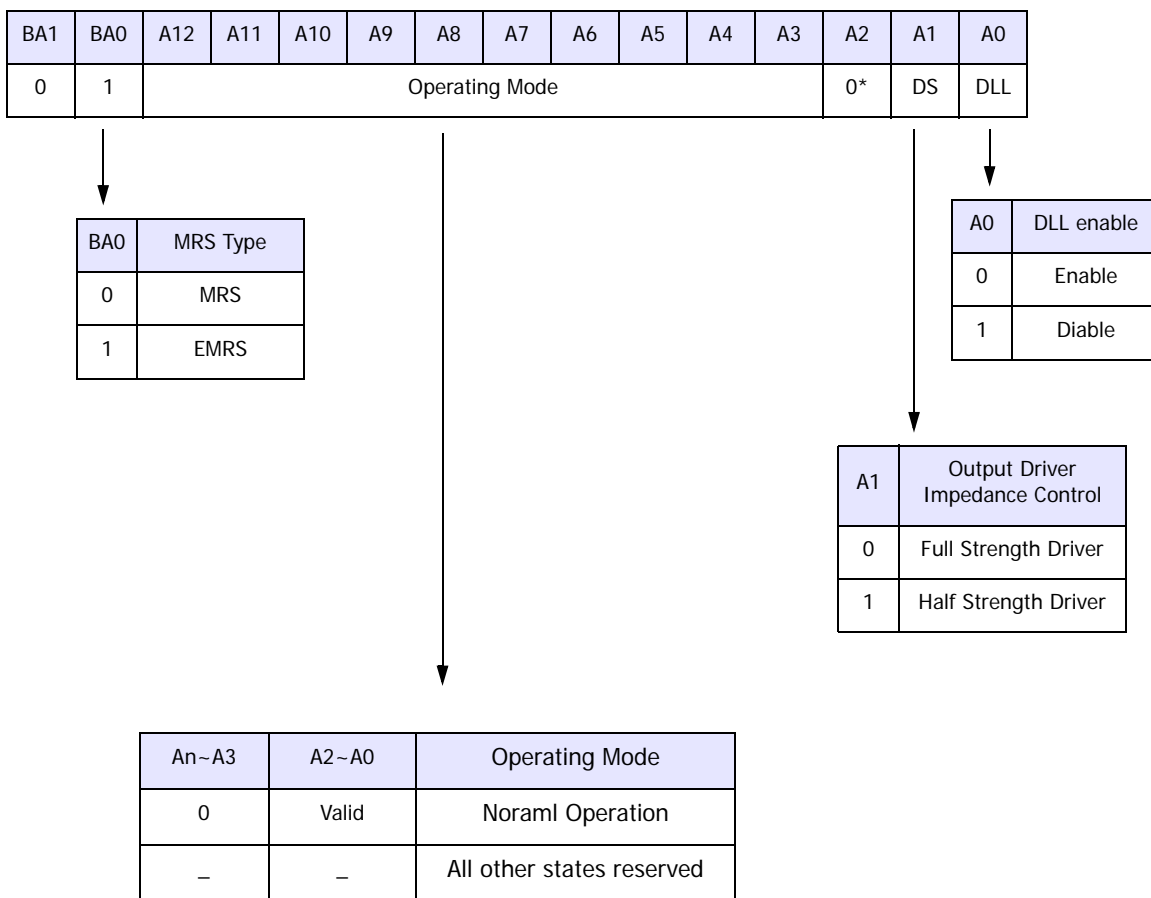 BA1 BA0 A12 A11 A10 A9 A8 A7 A6 A5 A4 A3 A2 A1 A0
0 1 Operating Mode 0* DS DLL
BA0 MRS Type
0 MRS
1 EMRS
A0 DLL enable
0 Enable
1 Diable
A1 Output Driver
Impedance Control
0 Full Strength Driver
1 Half Strength Driver
An~A3 A2~A0 Operating Mode
0 Valid Noraml Operation
_ _ All other states reserved